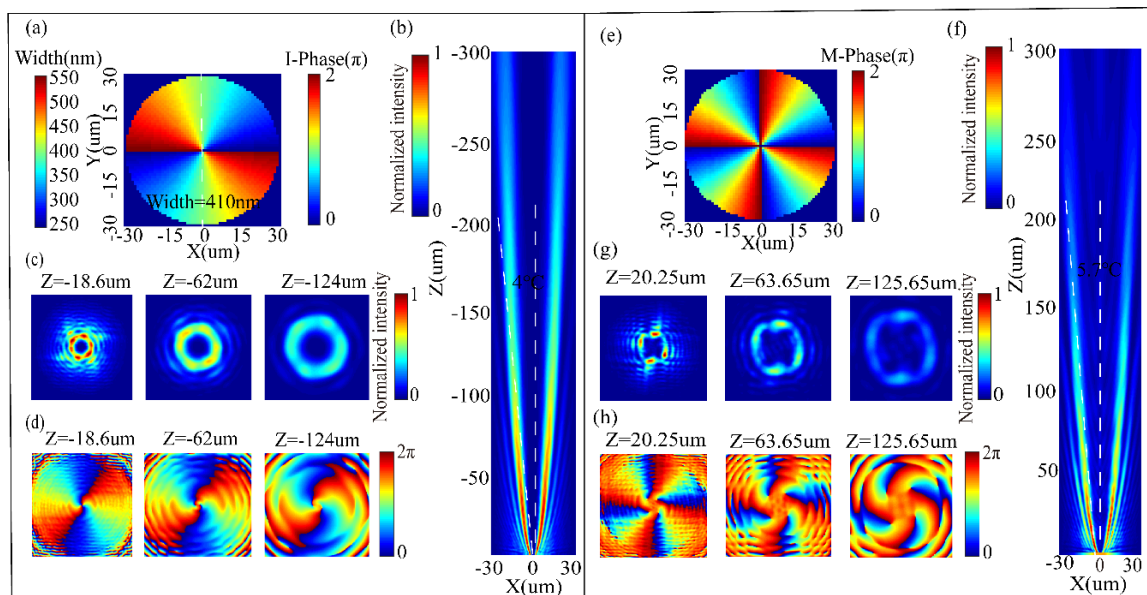 (a)
Width(nm)
550
500
450
400
350
300
250
I-Phase(π)
2
0
30
15
0
-15
30
Y(um)
Width=410nm
-30
-15
0
15
30
X(um)
(b)
Normalized intensity
1
0
-300
-250
-200
-150
-100
-50
Z(um)
4°C
-30
0
30
X(um)
(c)
Z=-18.6um
Z=-62um
Z=-124um
Normalized intensity
1
0
(d)
Z=-18.6um
Z=-62um
Z=-124um
2π
0
(e)
M-Phase(π)
2
0
30
15
0
-15
-30
Y(um)
-30
-15
0
15
30
X(um)
(f)
Normalized intensity
1
0
300
250
200
150
100
50
Z(um)
-30
0
30
X(um)
(g)
Z=20.25um
Z=63.65um
Z=125.65um
Normalized intensity
1
0
(h)
Z=20.25um
Z=63.65um
Z=125.65um
2π
0